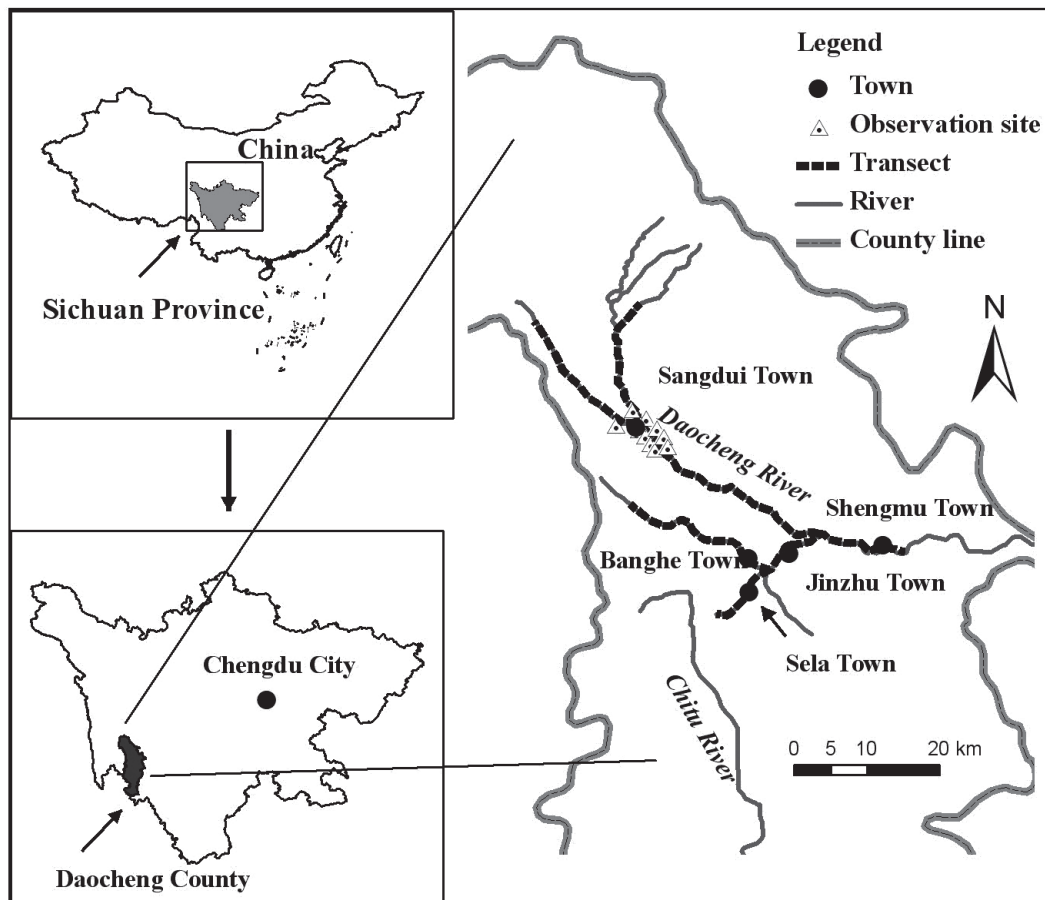 China
Sichuan Province
Chengdu City
Daocheng County
Legend
Town
Observation site
Transect
River
County line
N
Sangdui Town
Daocheng River
Shengmu Town
Banghe Town
Jinzhu Town
Sela Town
Chitu River
0 5 10 20 km